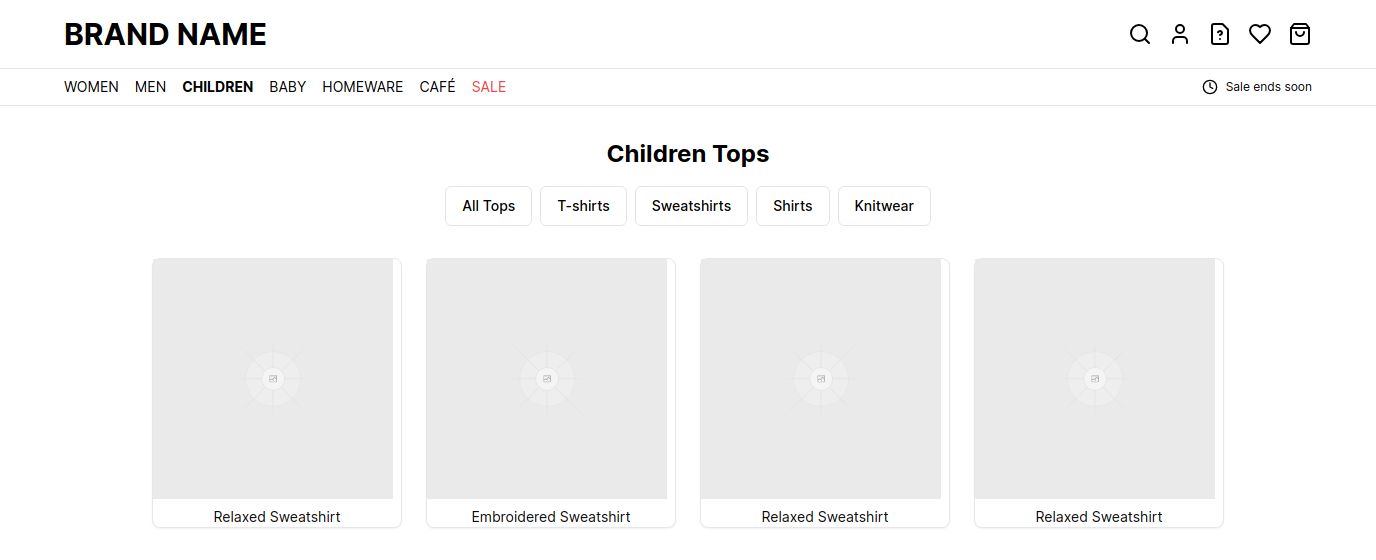 BRAND NAME
WOMEN MEN CHILDREN BABY HOMEWARE CAFÉ SALE Sale ends soon
Children Tops
All Tops T-shirts Sweatshirts Shirts Knitwear
Relaxed Sweatshirt Embroidered Sweatshirt Relaxed Sweatshirt Relaxed Sweatshirt